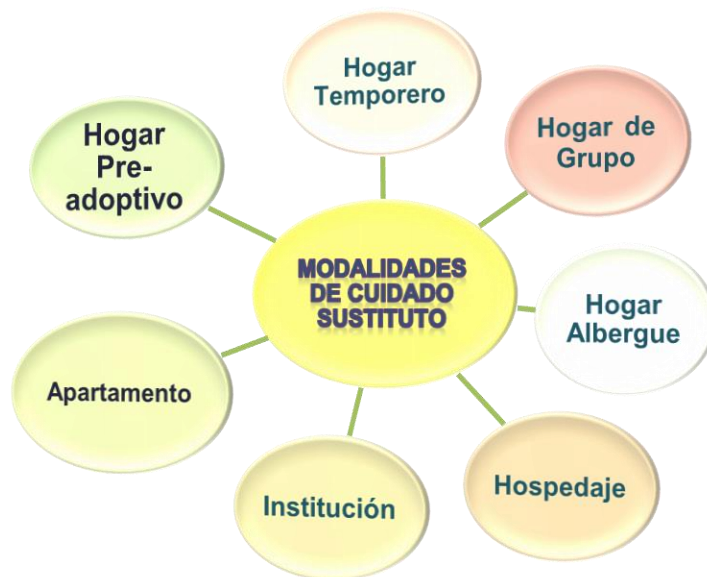 Hogar
Temporero
Hogar de
Grupo
Hogar
Pre-
adoptivo
MODALIDADES
DE CUIDADO
SUSTITUTO
Hogar
Albergue
Apartamento
Institución
Hospedaje